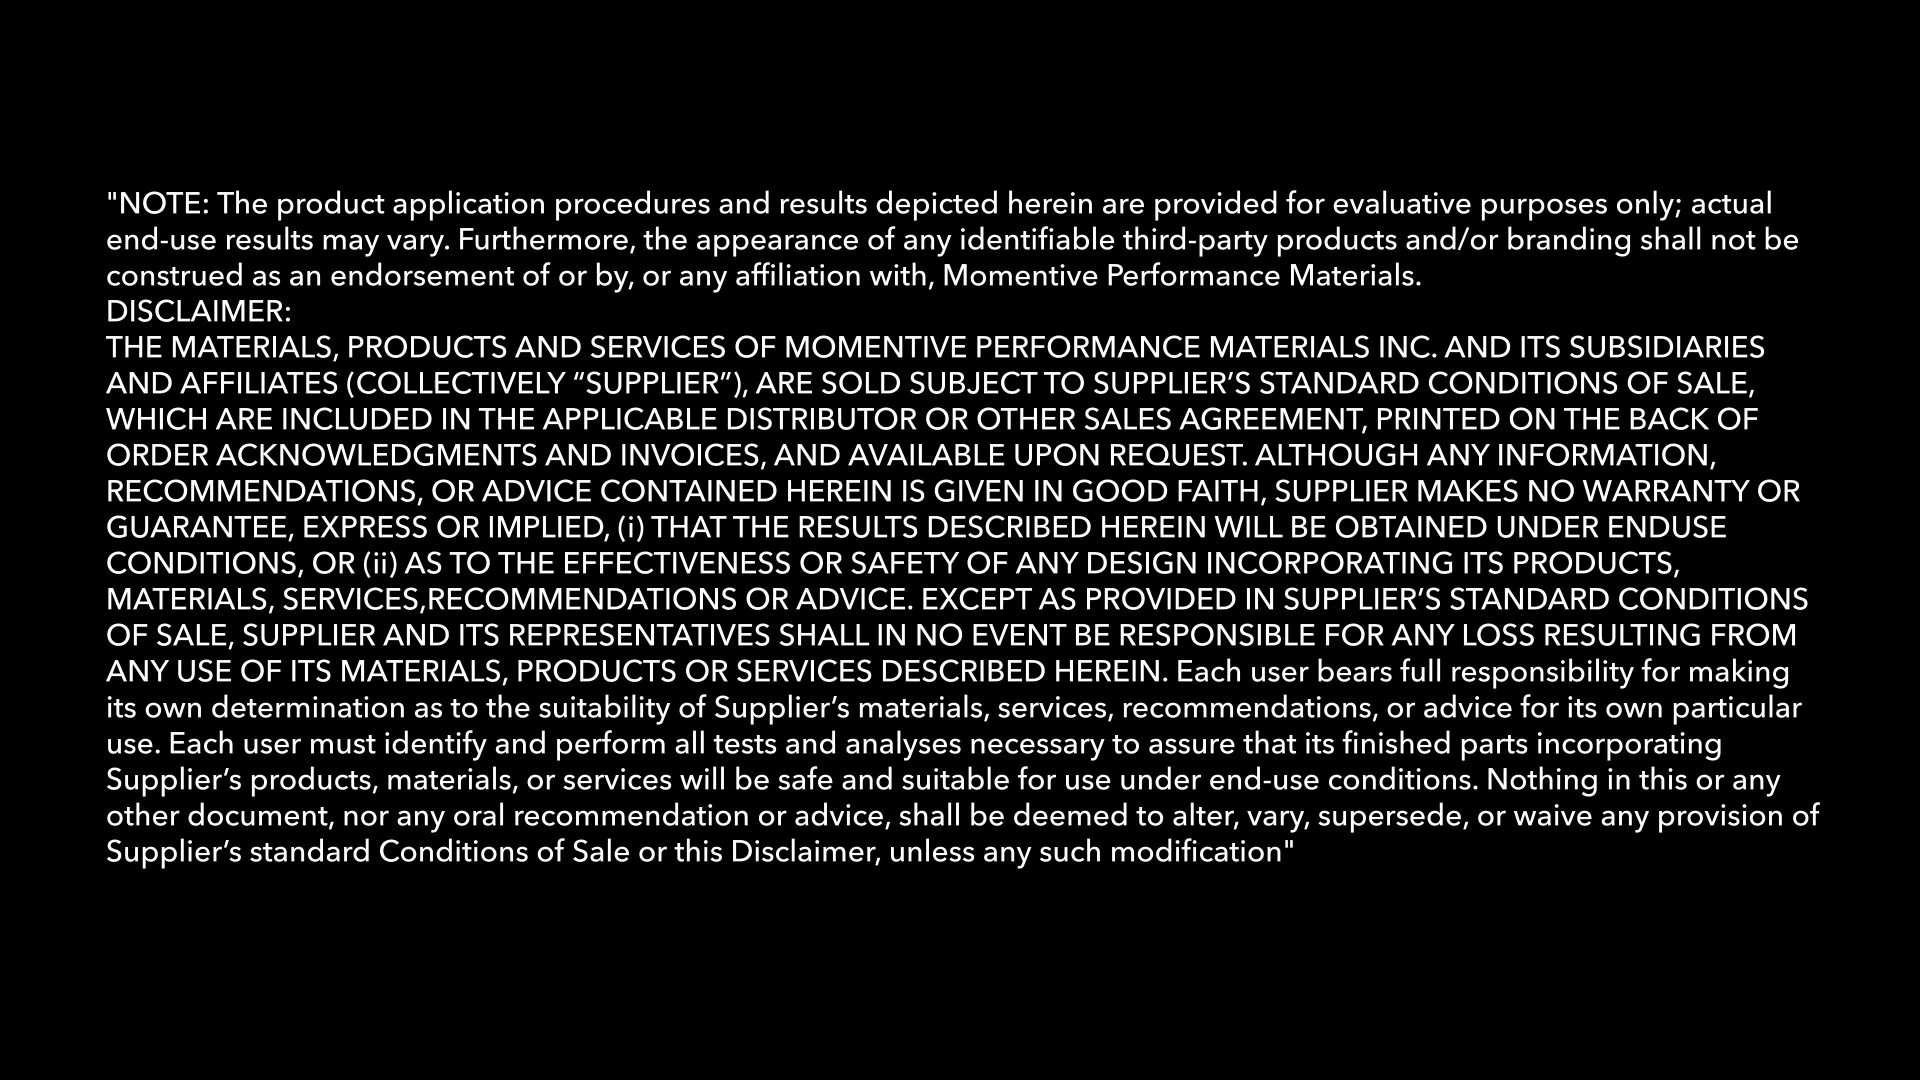 "NOTE: The product application procedures and results depicted herein are provided for evaluative purposes only; actual
end-use results may vary. Furthermore, the appearance of any identifiable third-party products and/or branding shall not be
construed as an endorsement of or by, or any affiliation with, Momentive Performance Materials.
DISCLAIMER:
THE MATERIALS, PRODUCTS AND SERVICES OF MOMENTIVE PERFORMANCE MATERIALS INC. AND ITS SUBSIDIARIES
AND AFFILIATES (COLLECTIVELY “SUPPLIER”), ARE SOLD SUBJECT TO SUPPLIER’S STANDARD CONDITIONS OF SALE,
WHICH ARE INCLUDED IN THE APPLICABLE DISTRIBUTOR OR OTHER SALES AGREEMENT, PRINTED ON THE BACK OF
ORDER ACKNOWLEDGMENTS AND INVOICES, AND AVAILABLE UPON REQUEST. ALTHOUGH ANY INFORMATION,
RECOMMENDATIONS, OR ADVICE CONTAINED HEREIN IS GIVEN IN GOOD FAITH, SUPPLIER MAKES NO WARRANTY OR
GUARANTEE, EXPRESS OR IMPLIED, (i) THAT THE RESULTS DESCRIBED HEREIN WILL BE OBTAINED UNDER ENDUSE
CONDITIONS, OR (ii) AS TO THE EFFECTIVENESS OR SAFETY OF ANY DESIGN INCORPORATING ITS PRODUCTS,
MATERIALS, SERVICES,RECOMMENDATIONS OR ADVICE. EXCEPT AS PROVIDED IN SUPPLIER’S STANDARD CONDITIONS
OF SALE, SUPPLIER AND ITS REPRESENTATIVES SHALL IN NO EVENT BE RESPONSIBLE FOR ANY LOSS RESULTING FROM
ANY USE OF ITS MATERIALS, PRODUCTS OR SERVICES DESCRIBED HEREIN. Each user bears full responsibility for making
its own determination as to the suitability of Supplier’s materials, services, recommendations, or advice for its own particular
use. Each user must identify and perform all tests and analyses necessary to assure that its finished parts incorporating
Supplier’s products, materials, or services will be safe and suitable for use under end-use conditions. Nothing in this or any
other document, nor any oral recommendation or advice, shall be deemed to alter, vary, supersede, or waive any provision of
Supplier’s standard Conditions of Sale or this Disclaimer, unless any such modification"